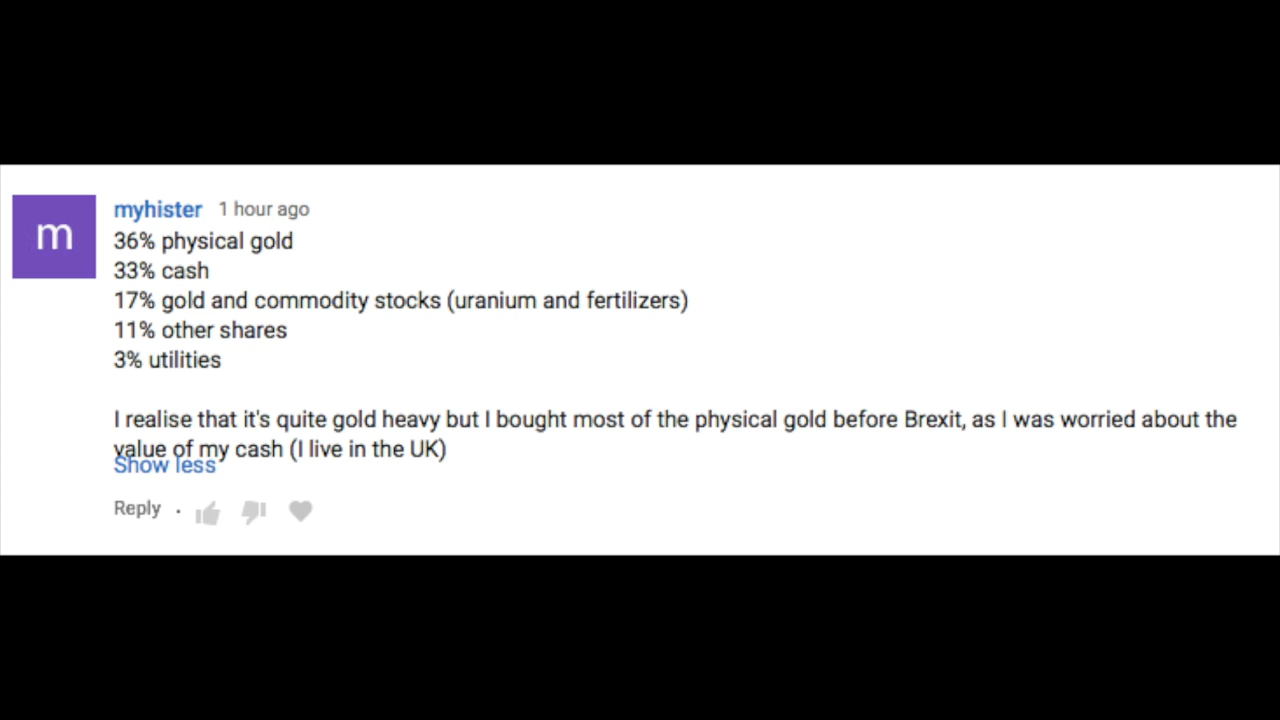 m
myhister 1 hour ago
36% physical gold
33% cash
17% gold and commodity stocks (uranium and fertilizers)
11% other shares
3% utilities
I realise that it's quite gold heavy but I bought most of the physical gold before Brexit, as I was worried about the
value of my cash (I live in the UK)
Show less
Reply ·